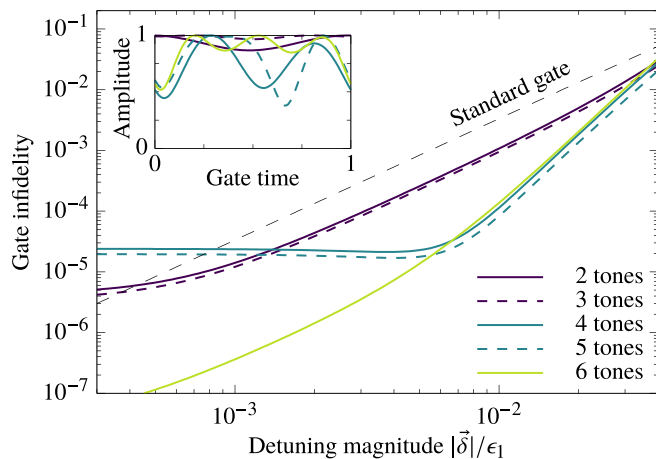 10⁻¹
10⁻²
10⁻³
10⁻⁴
10⁻⁵
10⁻⁶
10⁻⁷
Gate infidelity
1
0
Amplitude
0
1
Gate time
Standard gate
2 tones
3 tones
4 tones
5 tones
6 tones
10⁻³
10⁻²
Detuning magnitude |δ⃗|/ϵ₁